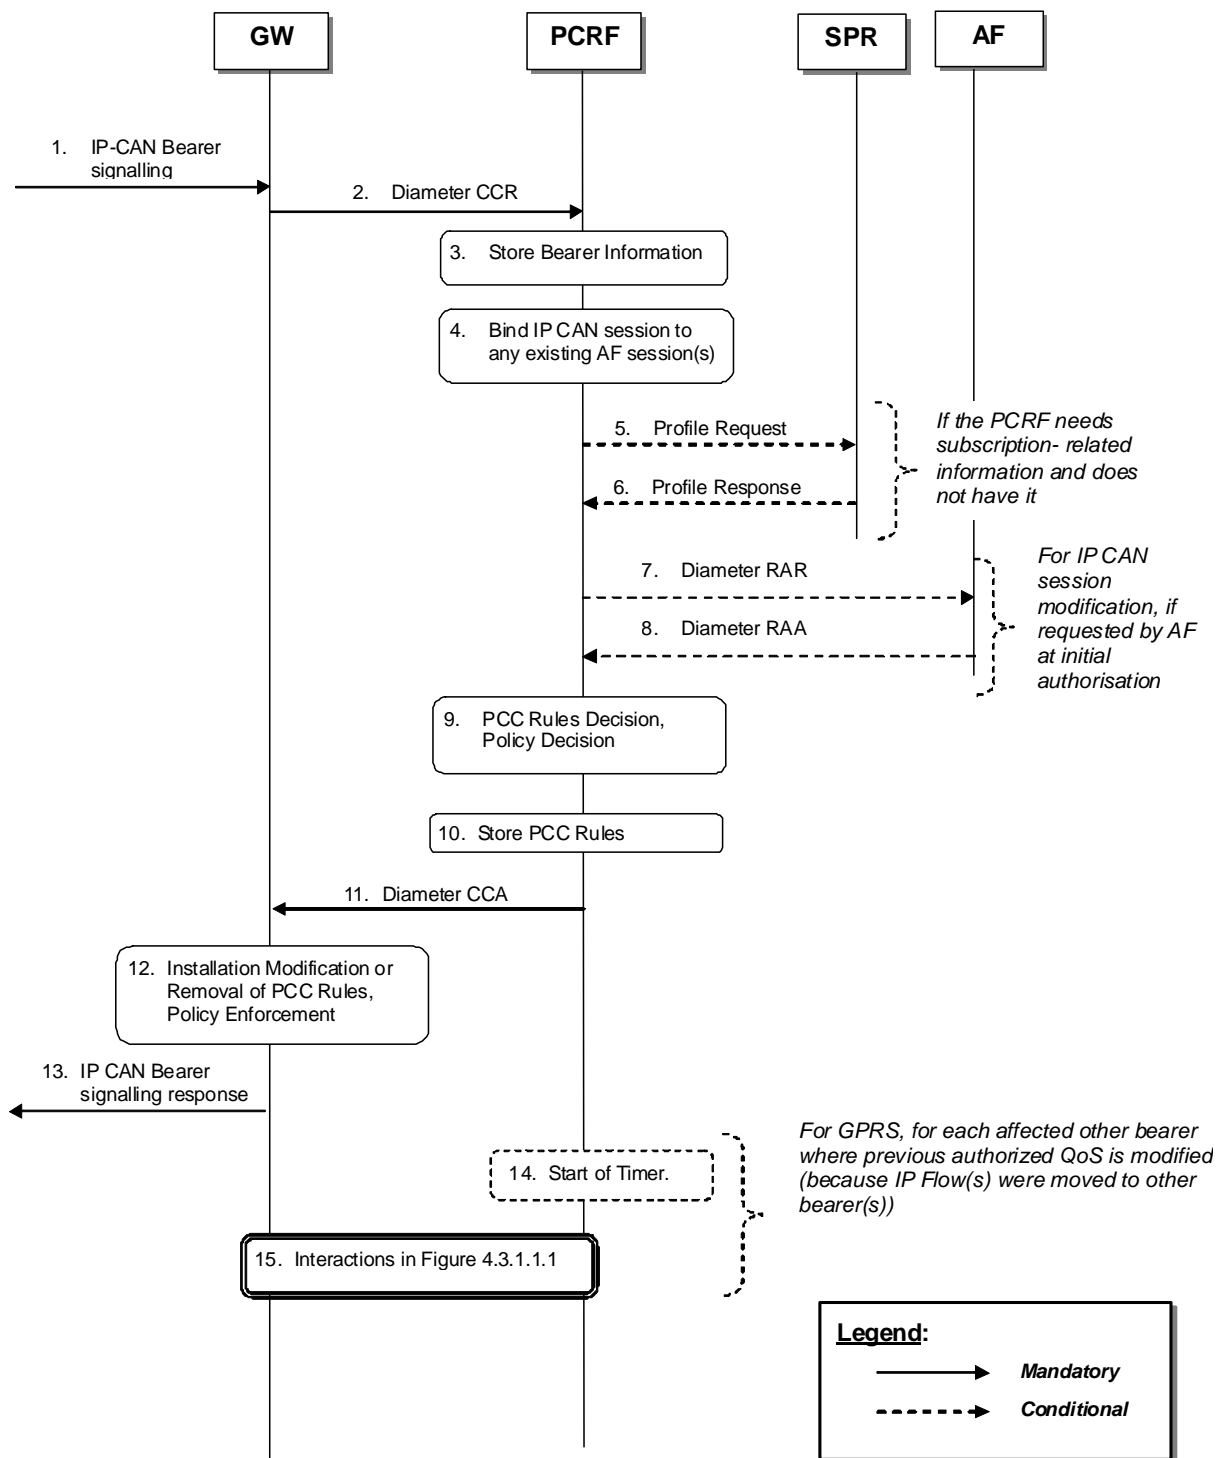 GW
PCRF
SPR
AF
1. IP-CAN Bearer
signalling
2. Diameter CCR
3. Store Bearer Information
4. Bind IP CAN session to
any existing AF session(s)
5. Profile Request
6. Profile Response
If the PCRF needs
subscription- related
information and does
not have it
7. Diameter RAR
8. Diameter RAA
For IP CAN
session
modification, if
requested by AF
at initial
authorisation
9. PCC Rules Decision,
Policy Decision
10. Store PCC Rules
11. Diameter CCA
12. Installation Modification or
Removal of PCC Rules,
Policy Enforcement
13. IP CAN Bearer
signalling response
14. Start of Timer.
For GPRS, for each affected other bearer
where previous authorized QoS is modified
(because IP Flow(s) were moved to other
bearer(s))
15. Interactions in Figure 4.3.1.1.1
Legend:
Mandatory
Conditional